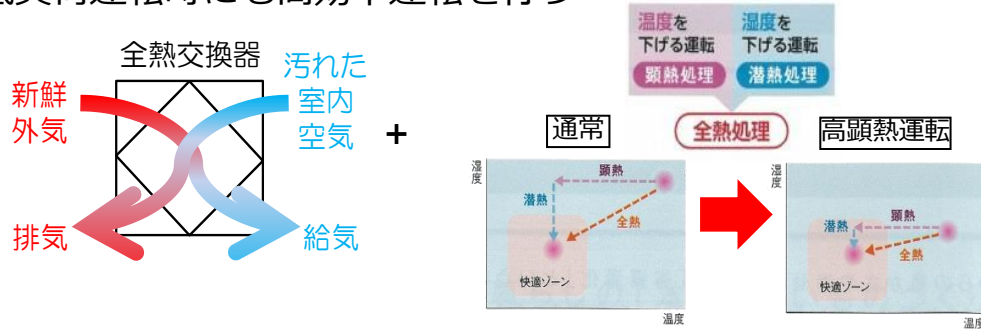 全熱交換器
新鮮
外気
汚れた
室内
空気
排気
給気
+
温度を
下げる運転
顕熱処理
湿度を
下げる運転
潜熱処理
全熱処理
通常
高顕熱運転
湿度
顕熱
潜熱
全熱
快適ゾーン
温度
湿度
顕熱
潜熱
全熱
快適ゾーン
温度